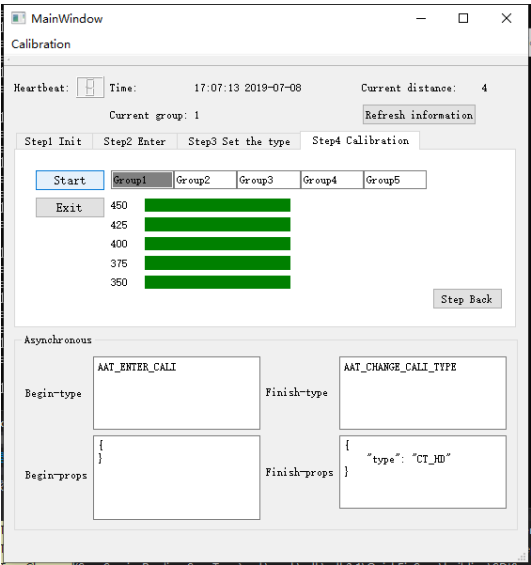 MainWindow
Calibration
Heartbeat: Time: 17:07:13 2019-07-08 Current distance: 4
Current group: 1 Refresh information
Step1 Init Step2 Enter Step3 Set the type Step4 Calibration
Start Group1 Group2 Group3 Group4 Group5
Exit 450
425
400
375
350
Step Back
Asynchronous
AAT_ENTER_CALI AAT_CHANGE_CALI_TYPE
Begin-type Finish-type
{ {
} "type": "CT_HD"
Begin-props Finish-props }